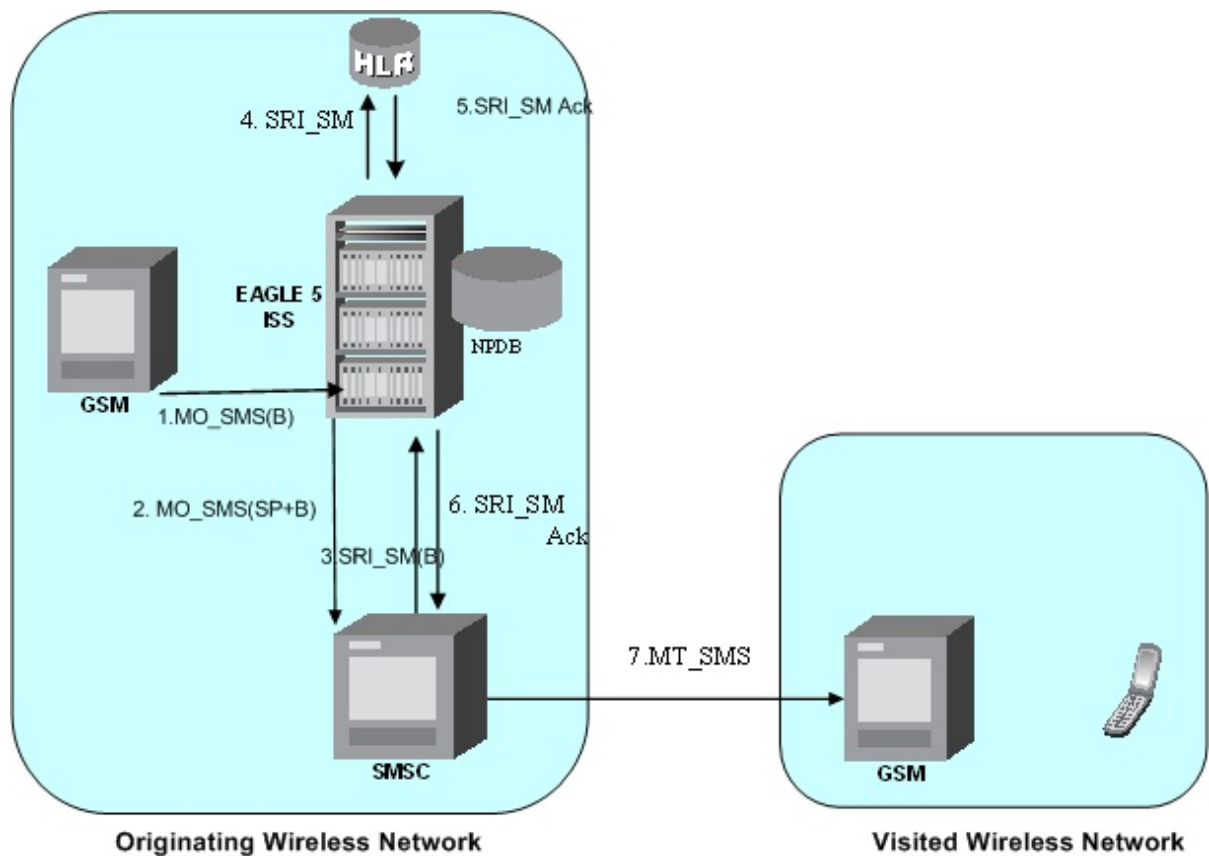 HLR
4. SRI_SM
5.SRI_SM Ack
EAGLE 5
ISS
NPDB
GSM
1.MO_SMS(B)
2. MO_SMS(SP+B)
3.SRI_SM(B)
6. SRI_SM
Ack
7.MT_SMS
SMSC
GSM
Originating Wireless Network
Visited Wireless Network